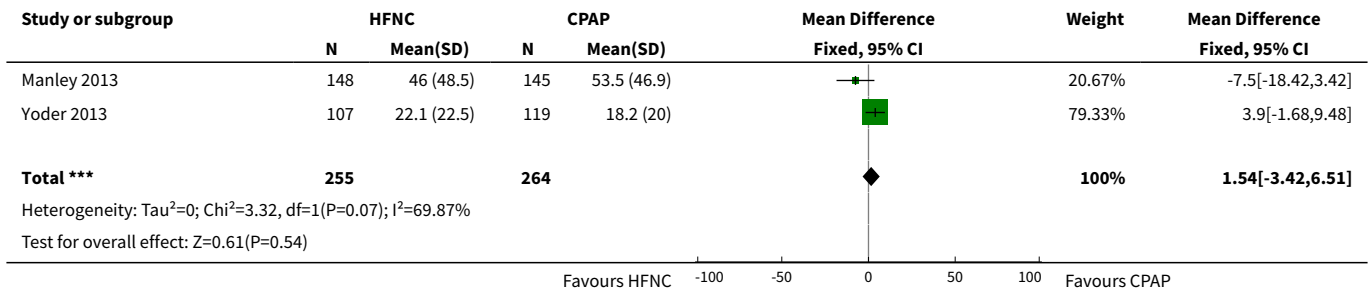 Study or subgroup HFNC CPAP Mean Difference Weight Mean Difference
N Mean(SD) N Mean(SD) Fixed, 95% CI Fixed, 95% CI
Manley 2013 148 46 (48.5) 145 53.5 (46.9) 20.67% -7.5[-18.42,3.42]
Yoder 2013 107 22.1 (22.5) 119 18.2 (20) 79.33% 3.9[-1.68,9.48]
Total *** 255 264 100% 1.54[-3.42,6.51]
Heterogeneity: Tau²=0; Chi²=3.32, df=1(P=0.07); I²=69.87%
Test for overall effect: Z=0.61(P=0.54)
Favours HFNC -100 -50 0 50 100 Favours CPAP